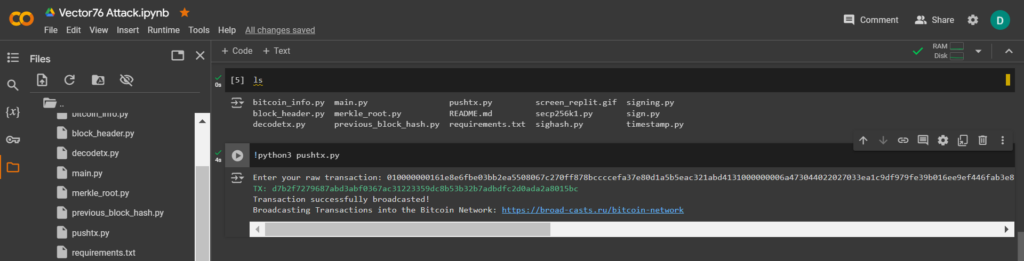 CO Vector76 Attack.ipynb
File Edit View Insert Runtime Tools Help All changes saved
Comment Share D
Files
+ Code + Text
RAM
Disk
..
bitcoin_info.py
block_header.py
decodetx.py
main.py
merkle_root.py
previous_block_hash.py
pushtx.py
requirements.txt
{x}
[5] ls
0s
bitcoin_info.py main.py pushtx.py screen_replit.gif signing.py
block_header.py merkle_root.py README.md secp256k1.py sign.py
decodetx.py previous_block_hash.py requirements.txt sighash.py timestamp.py
!python3 pushtx.py
4s
Enter your raw transaction: 010000000161e8e6fbe03bb2ea5508067c270ff878bccccefa37e80d1a5b5eac321abd4131000000006a473044022027033ea1c9df979fe39b016ee9ef446fab3e8
TX: d7b2f7279687abd3abf0367ac31223359dc8b53b32b7adbdfc2d0ada2a8015bc
Transaction successfully broadcasted!
Broadcasting Transactions into the Bitcoin Network: https://broad-casts.ru/bitcoin-network